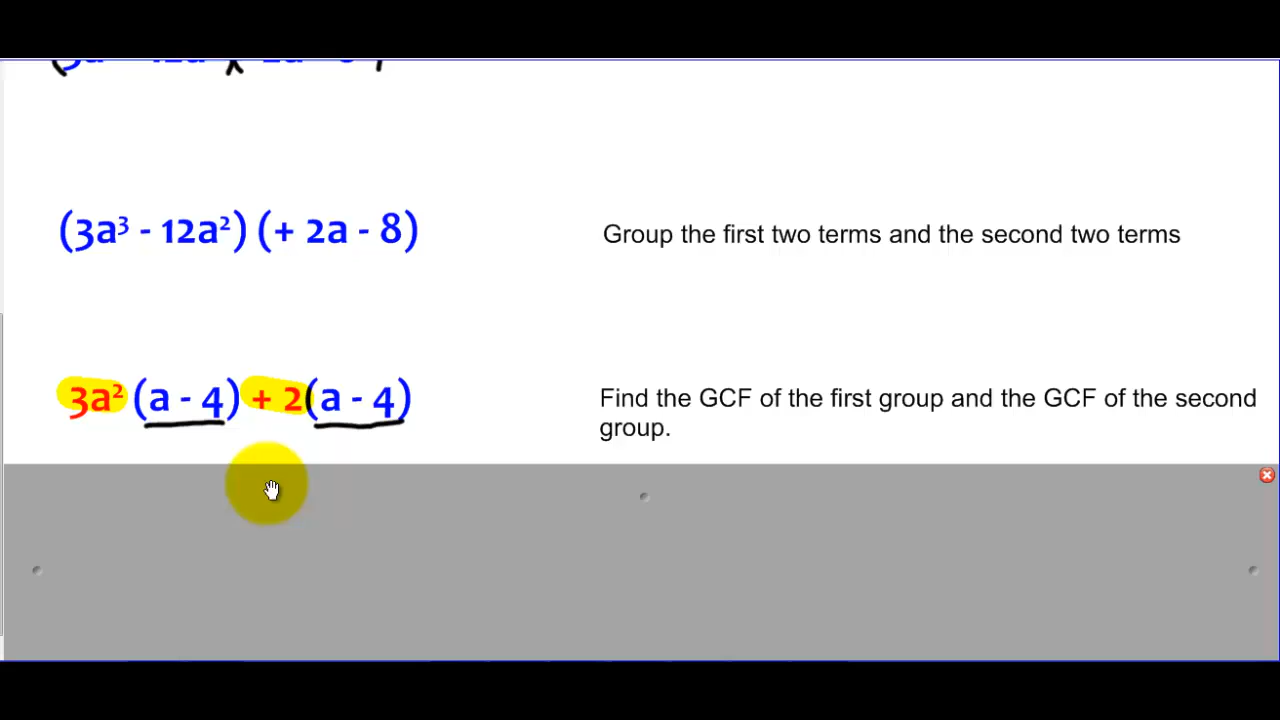 (3a³ - 12a²) (+ 2a - 8)
Group the first two terms and the second two terms
3a² (a - 4) + 2(a - 4)
Find the GCF of the first group and the GCF of the second
group.